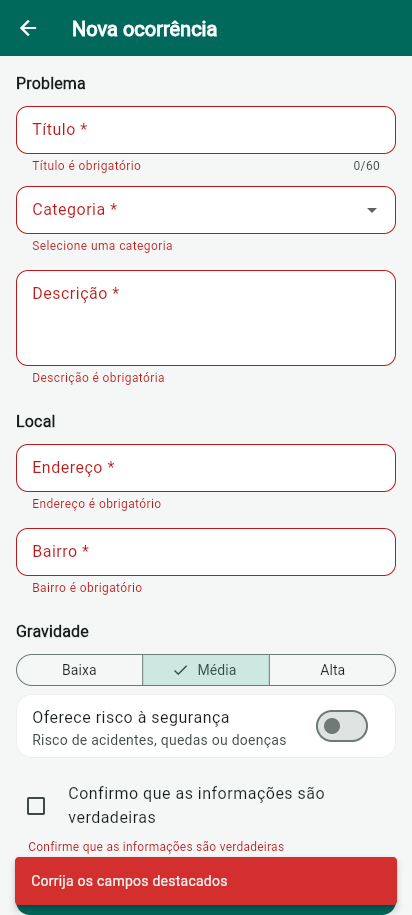 Nova ocorrência
Problema
Título *
Título é obrigatório
0/60
Categoria *
Selecione uma categoria
Descrição *
Descrição é obrigatória
Local
Endereço *
Endereço é obrigatório
Bairro *
Bairro é obrigatório
Gravidade
Baixa
Média
Alta
Oferece risco à segurança
Risco de acidentes, quedas ou doenças
Confirmo que as informações são
verdadeiras
Confirme que as informações são verdadeiras
Corrija os campos destacados